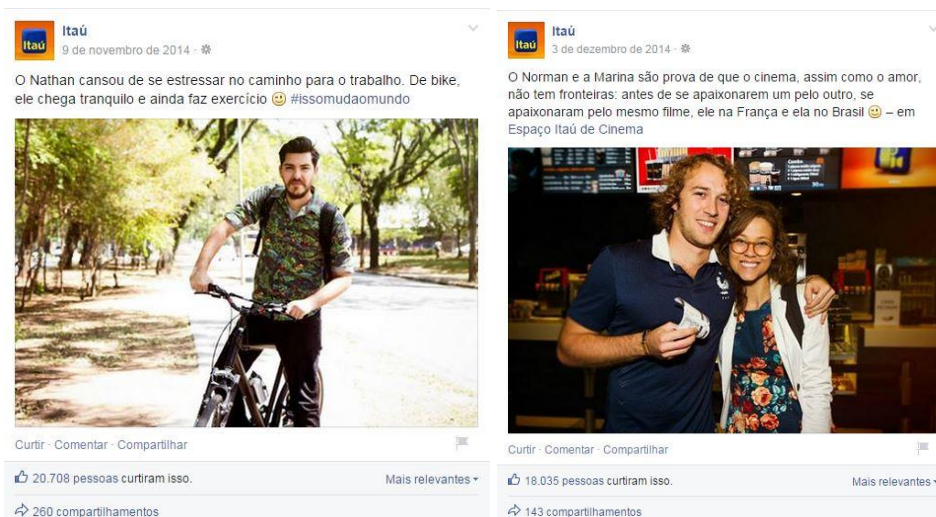 Itaú
Itaú
9 de novembro de 2014
O Nathan cansou de se estressar no caminho para o trabalho. De bike,
ele chega tranquilo e ainda faz exercício 🙂 #issomudaomundo
Curtir · Comentar · Compartilhar
20.708 pessoas curtiram isso.
Mais relevantes
260 compartilhamentos
Itaú
Itaú
3 de dezembro de 2014
O Norman e a Marina são prova de que o cinema, assim como o amor,
não tem fronteiras: antes de se apaixonarem um pelo outro, se
apaixonaram pelo mesmo filme, ele na França e ela no Brasil 🙂 – em
Espaço Itaú de Cinema
Combo
Curtir · Comentar · Compartilhar
18.035 pessoas curtiram isso.
Mais relevantes
143 compartilhamentos